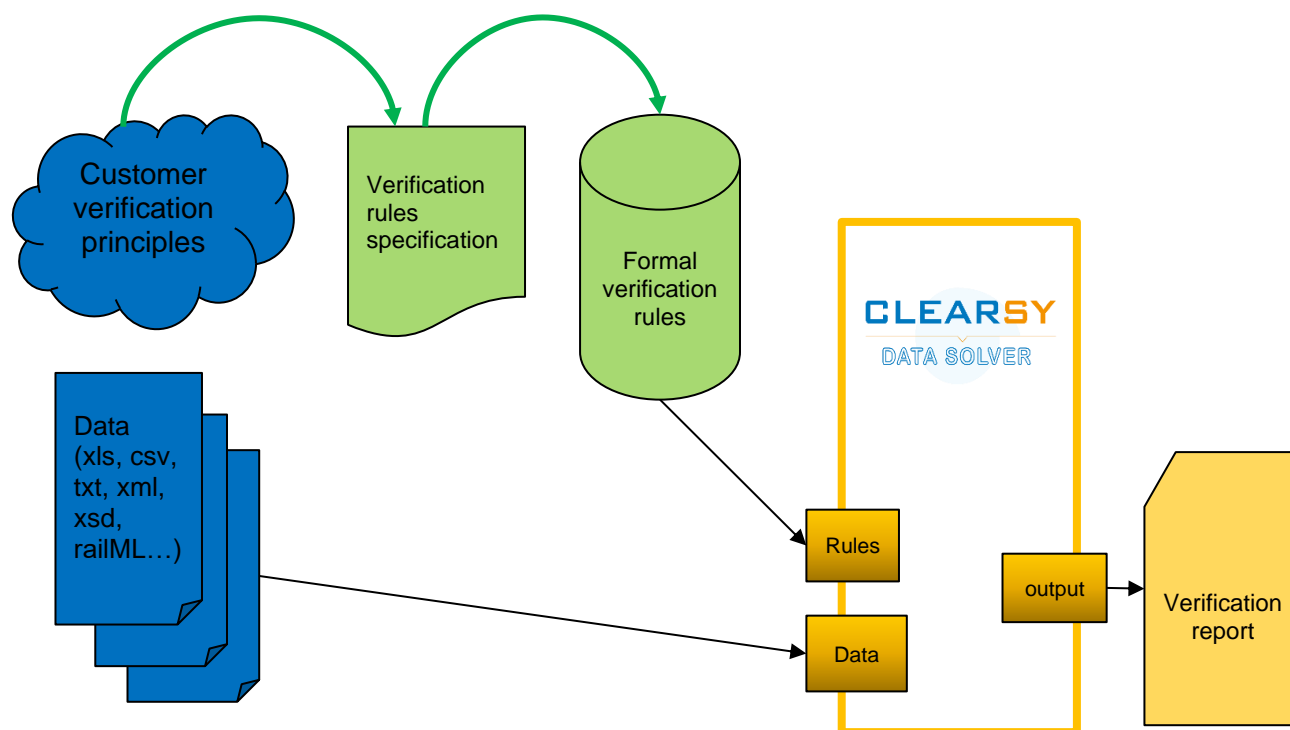 Customer
verification
principles
Verification
rules
specification
Formal
verification
rules
CLEARSY
DATA SOLVER
Data
(xls, csv,
txt, xml,
xsd,
railML…)
Rules
Data
output
Verification
report